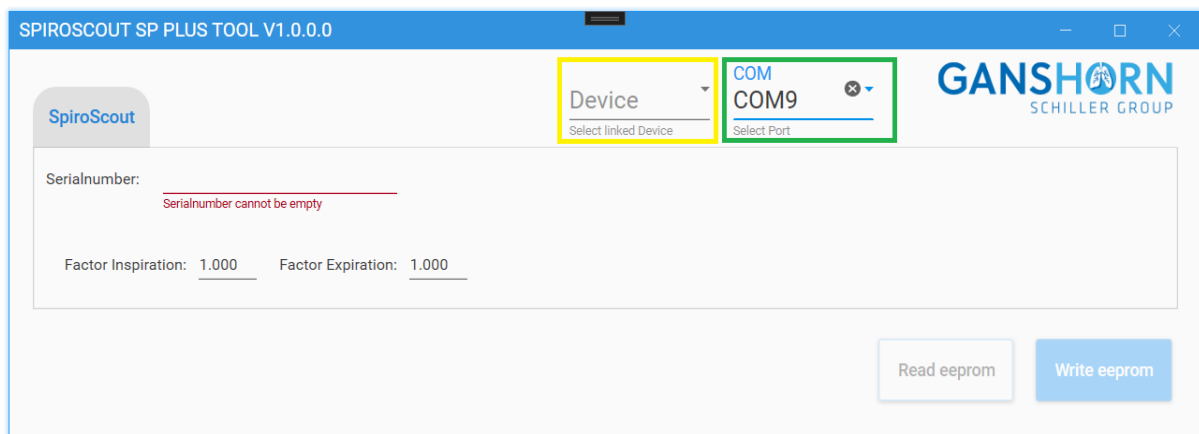 SPIROSCOUT SP PLUS TOOL V1.0.0.0
SpiroScout
Device
Select linked Device
COM
COM9
Select Port
GANSHORN
SCHILLER GROUP
Serialnumber:
Serialnumber cannot be empty
Factor Inspiration: 1.000 Factor Expiration: 1.000
Read eeprom
Write eeprom